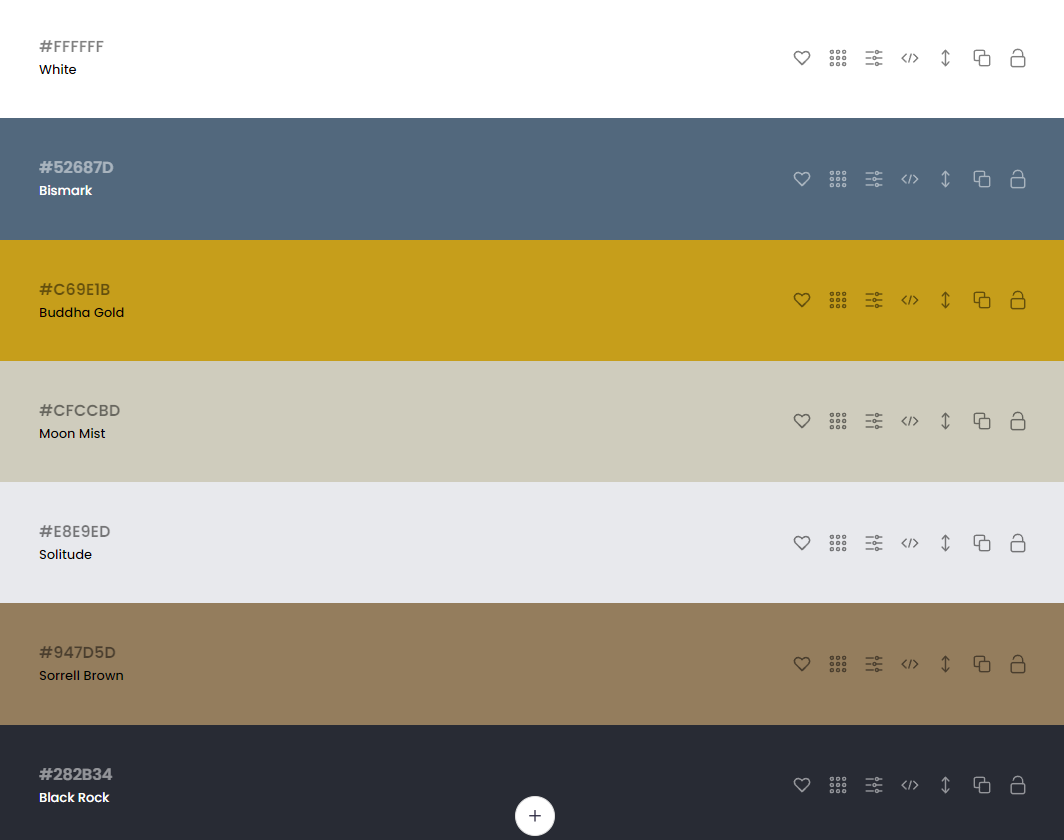 #FFFFFF
White
#52687D
Bismark
#C69E1B
Buddha Gold
#CFCCBD
Moon Mist
#E8E9ED
Solitude
#947D5D
Sorrell Brown
#282B34
Black Rock